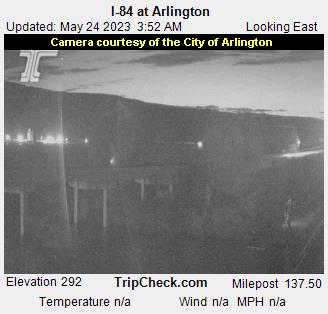 I-84 at Arlington
Updated: May 24 2023 3:52 AM Looking East
Camera courtesy of the City of Arlington
Elevation 292 TripCheck.com Milepost 137.50
Temperature n/a Wind n/a MPH n/a